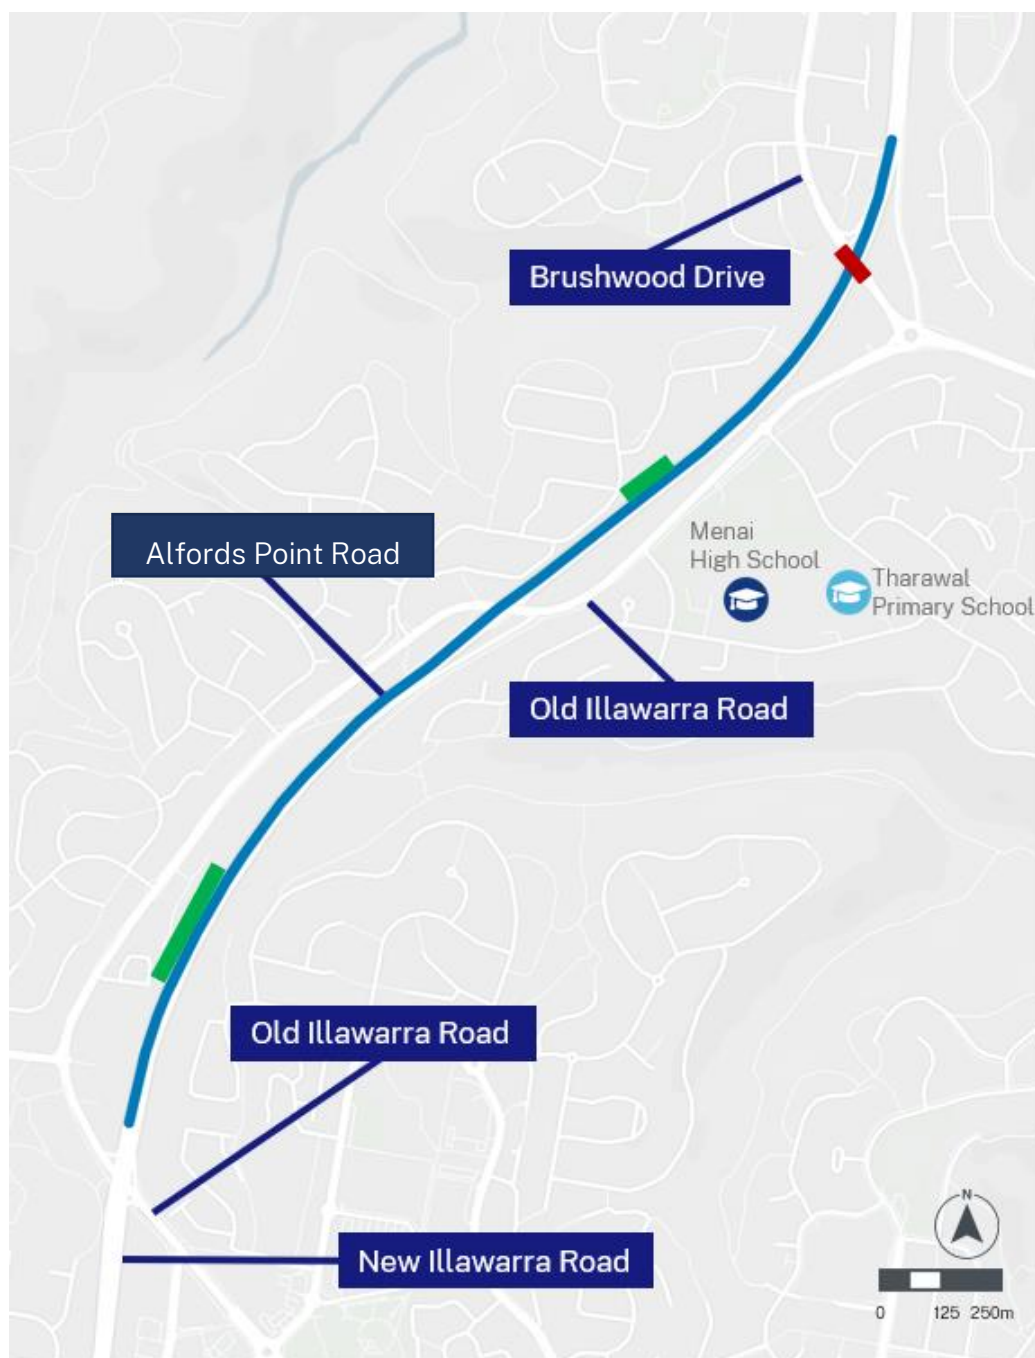 Brushwood Drive
Menai
High School
Tharawal
Primary School
Alfords Point Road
Old Illawarra Road
Old Illawarra Road
New Illawarra Road
N
0 125 250m